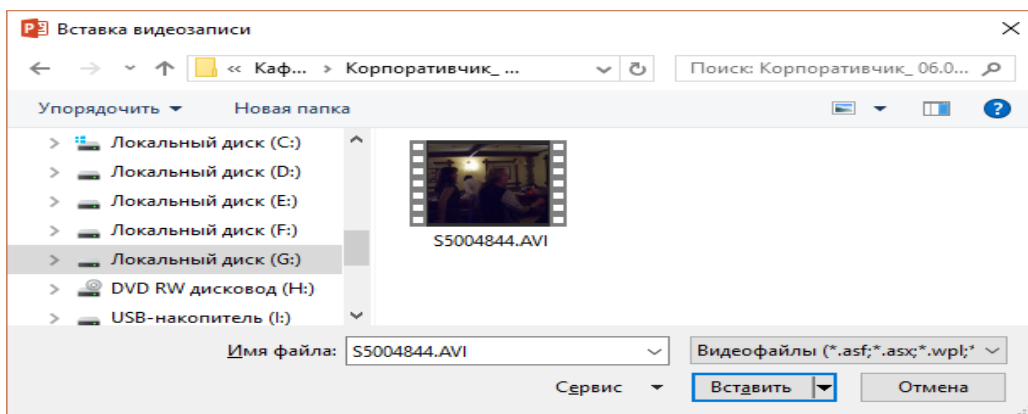 Вставка видеозаписи
« Каф... › Корпоративчик_ ...
Поиск: Корпоративчик_ 06.0...
Упорядочить
Новая папка
Локальный диск (C:)
Локальный диск (D:)
Локальный диск (E:)
Локальный диск (F:)
Локальный диск (G:)
DVD RW дисковод (H:)
USB-накопитель (I:)
S5004844.AVI
Имя файла: S5004844.AVI
Видеофайлы (*.asf;*.asx;*.wpl;*
Сервис
Вставить
Отмена